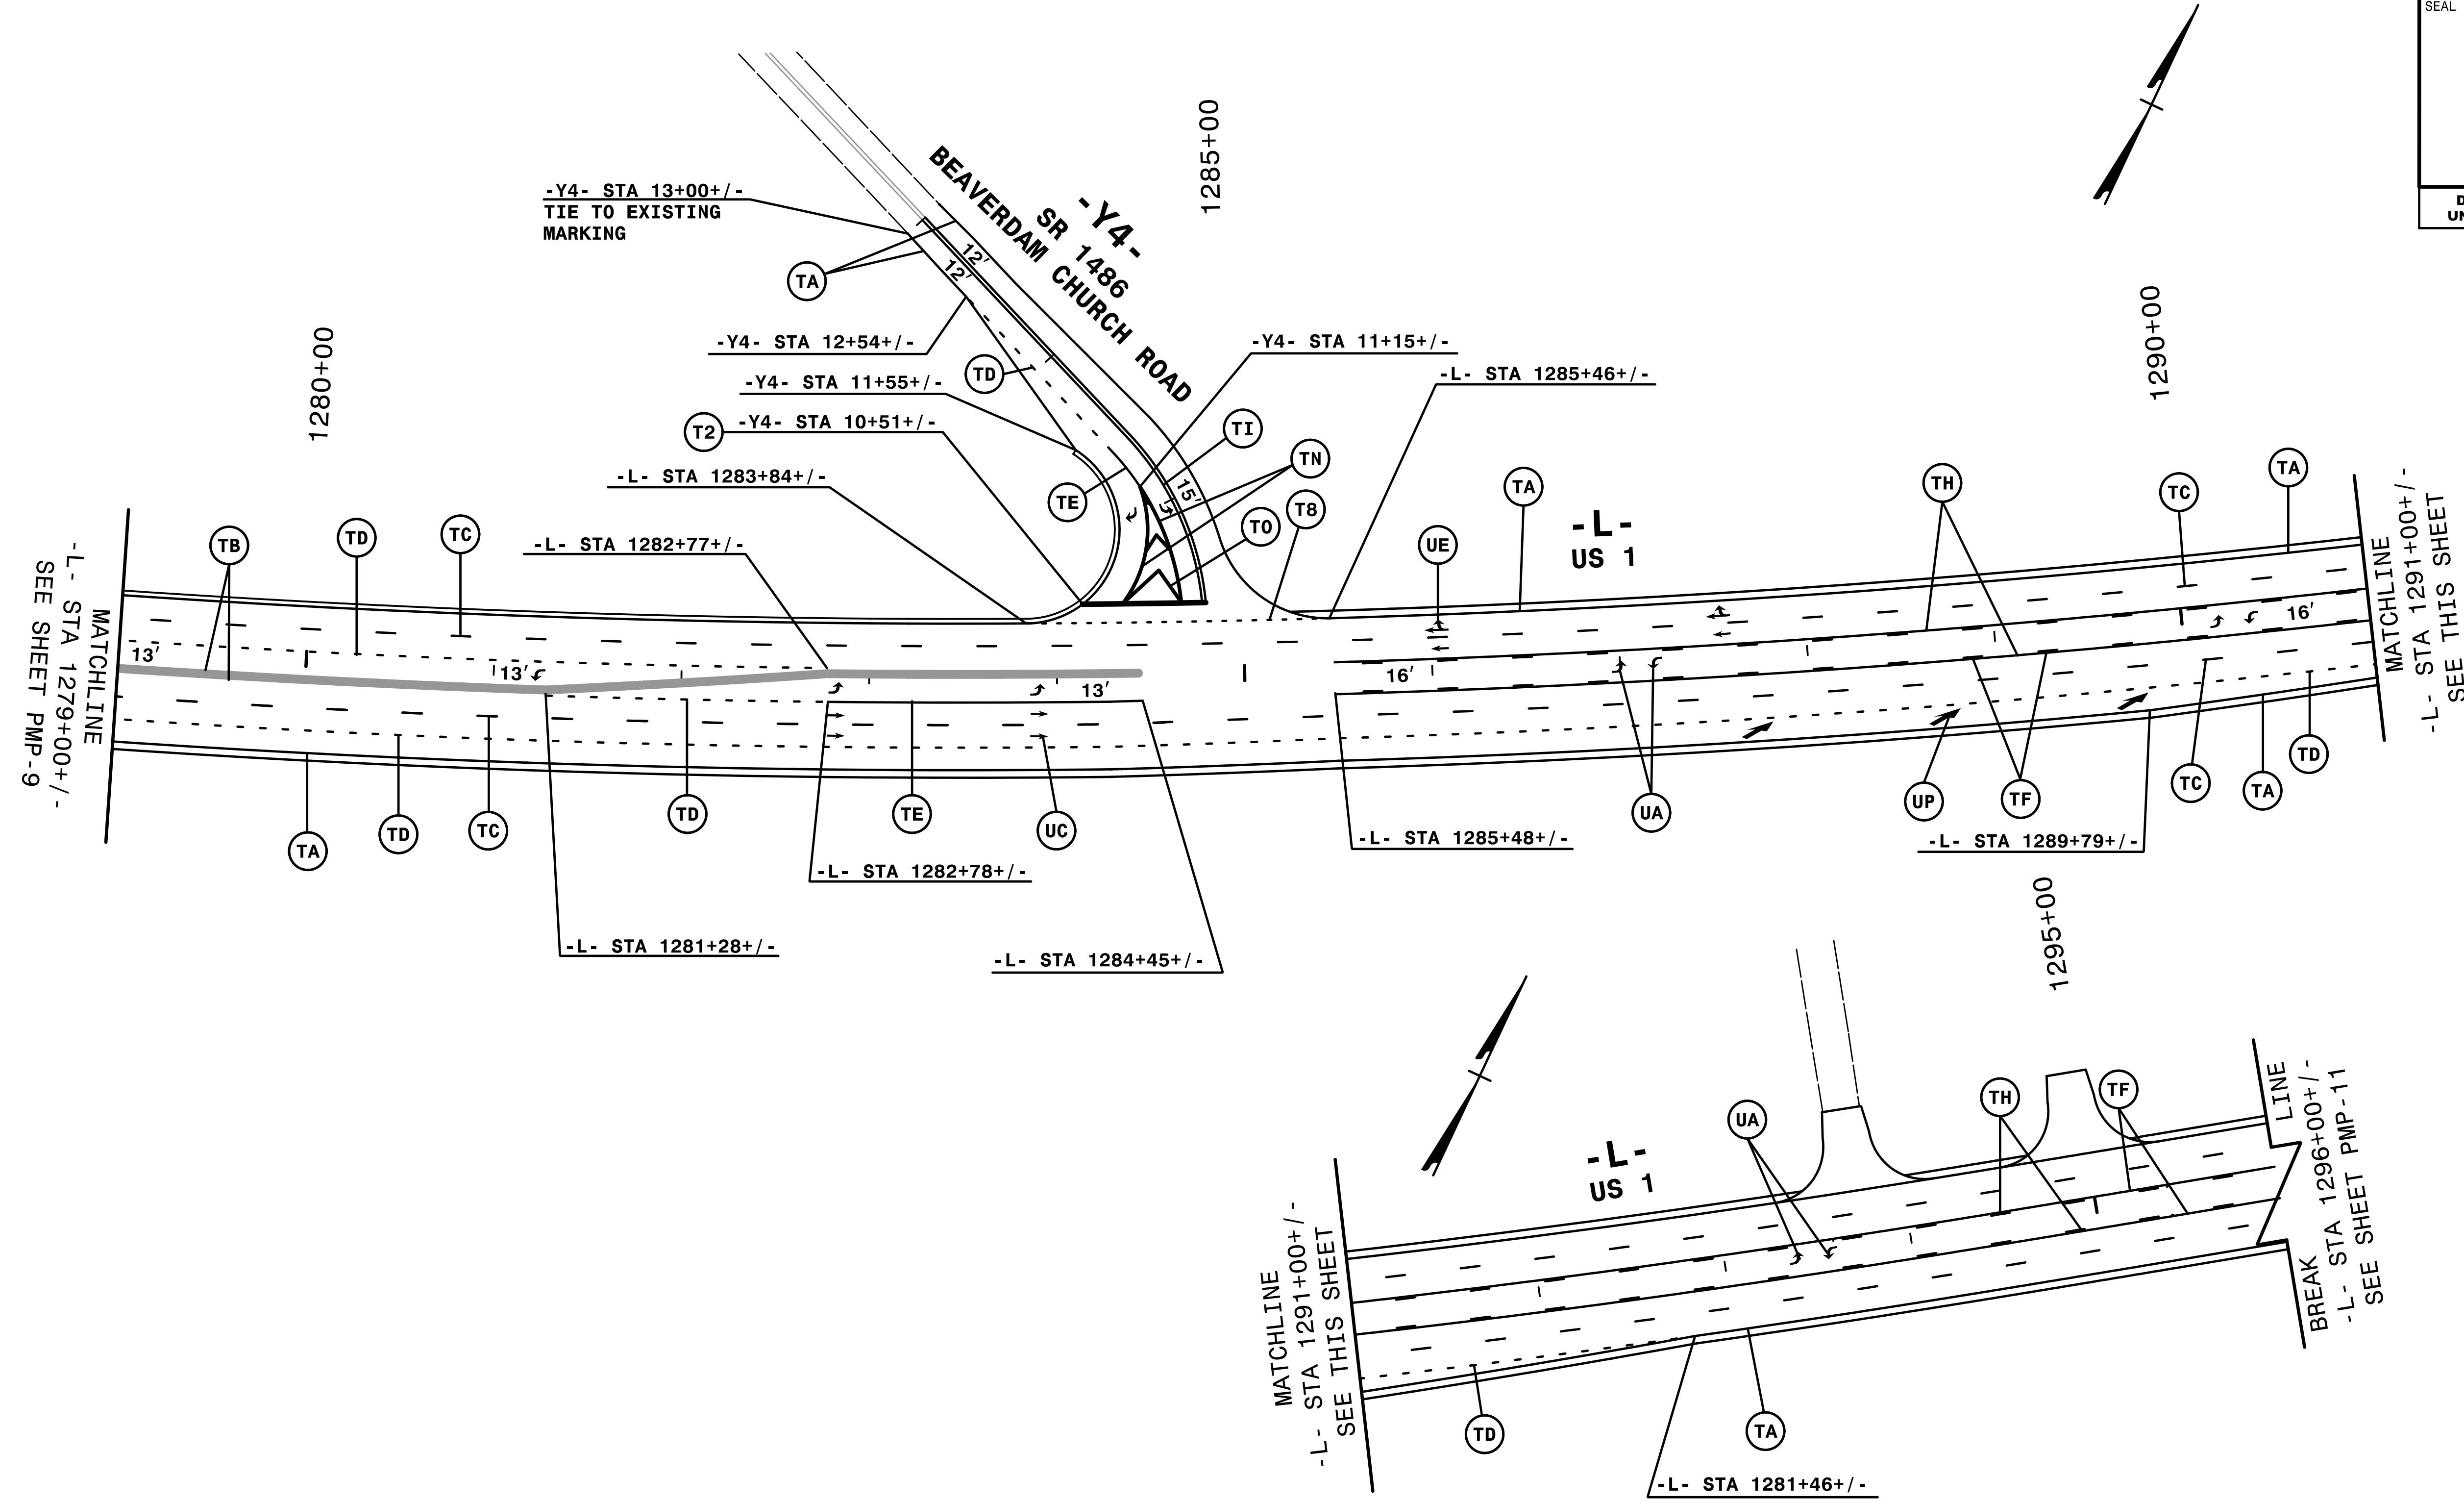 SEAL
D
UN
-Y4- STA 13+00+/-
TIE TO EXISTING
MARKING
TA
12'
12'
-Y4-
SR 1486
BEAVERDAM CHURCH ROAD
1285+00
1280+00
1290+00
-Y4- STA 12+54+/-
TD
-Y4- STA 11+55+/-
T2
-Y4- STA 10+51+/-
-L- STA 1283+84+/-
-L- STA 1282+77+/-
-Y4- STA 11+15+/-
-L- STA 1285+46+/-
TI
TN
TE
15'
TO
T8
UE
TA
-L-
US 1
TH
TC
TA
MATCHLINE
-L- STA 1279+00+/-
SEE SHEET PMP-9
TB
TD
TC
13'
13'
13'
16'
16'
MATCHLINE
-L- STA 1291+00+/-
SEE THIS SHEET
TA
TD
TC
TD
TE
UC
UA
UP
TF
TC
TA
TD
-L- STA 1282+78+/-
-L- STA 1285+48+/-
-L- STA 1289+79+/-
-L- STA 1281+28+/-
-L- STA 1284+45+/-
1295+00
MATCHLINE
-L- STA 1291+00+/-
SEE THIS SHEET
-L-
US 1
UA
TH
TF
BREAK LINE
-L- STA 1296+00+/-
SEE SHEET PMP-11
TD
TA
-L- STA 1281+46+/-